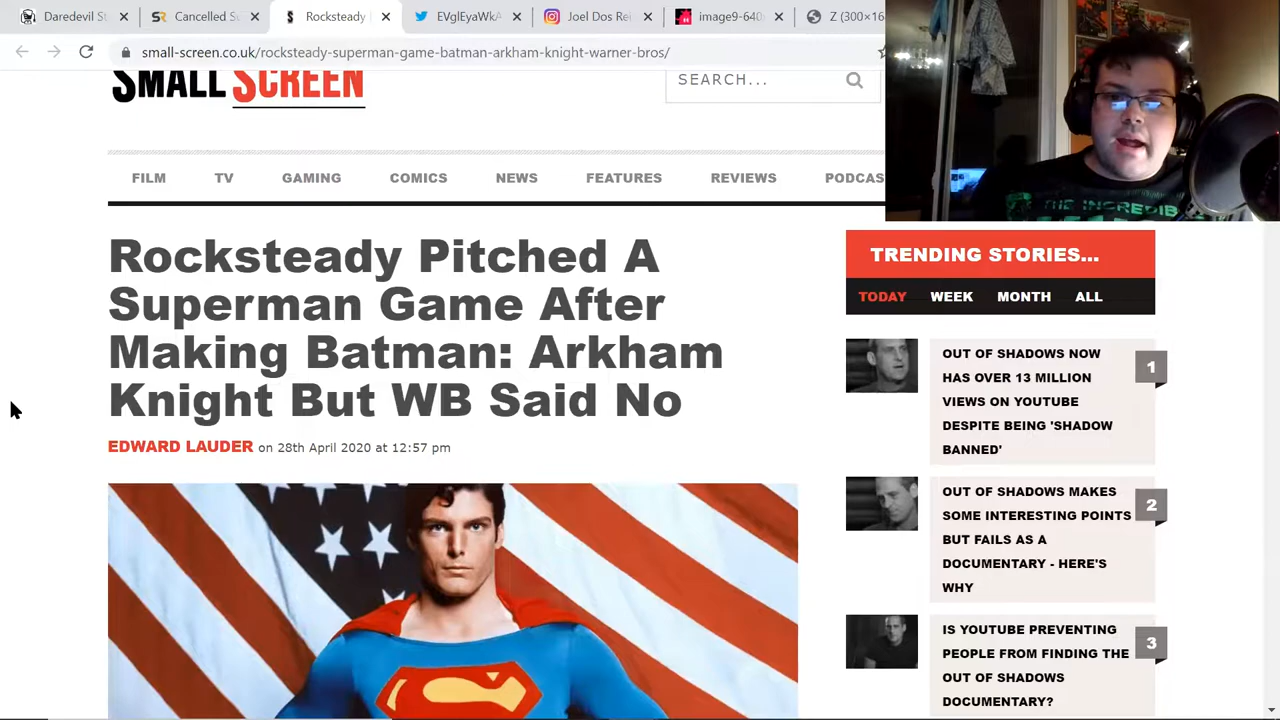 Daredevil S
Cancelled S
Rocksteady
EVglEyaWkA
Joel Dos Rei
image9-640
Z (300×16
small-screen.co.uk/rocksteady-superman-game-batman-arkham-knight-warner-bros/
SMALL SCREEN
SEARCH...
FILM TV GAMING COMICS NEWS FEATURES REVIEWS PODCAS
THE INCREDIB
Rocksteady Pitched A
Superman Game After
Making Batman: Arkham
Knight But WB Said No
EDWARD LAUDER on 28th April 2020 at 12:57 pm
S
TRENDING STORIES...
TODAY WEEK MONTH ALL
OUT OF SHADOWS NOW
HAS OVER 13 MILLION
VIEWS ON YOUTUBE
DESPITE BEING 'SHADOW
BANNED'
1
OUT OF SHADOWS MAKES
SOME INTERESTING POINTS
BUT FAILS AS A
DOCUMENTARY - HERE'S
WHY
2
IS YOUTUBE PREVENTING
PEOPLE FROM FINDING THE
OUT OF SHADOWS
DOCUMENTARY?
3